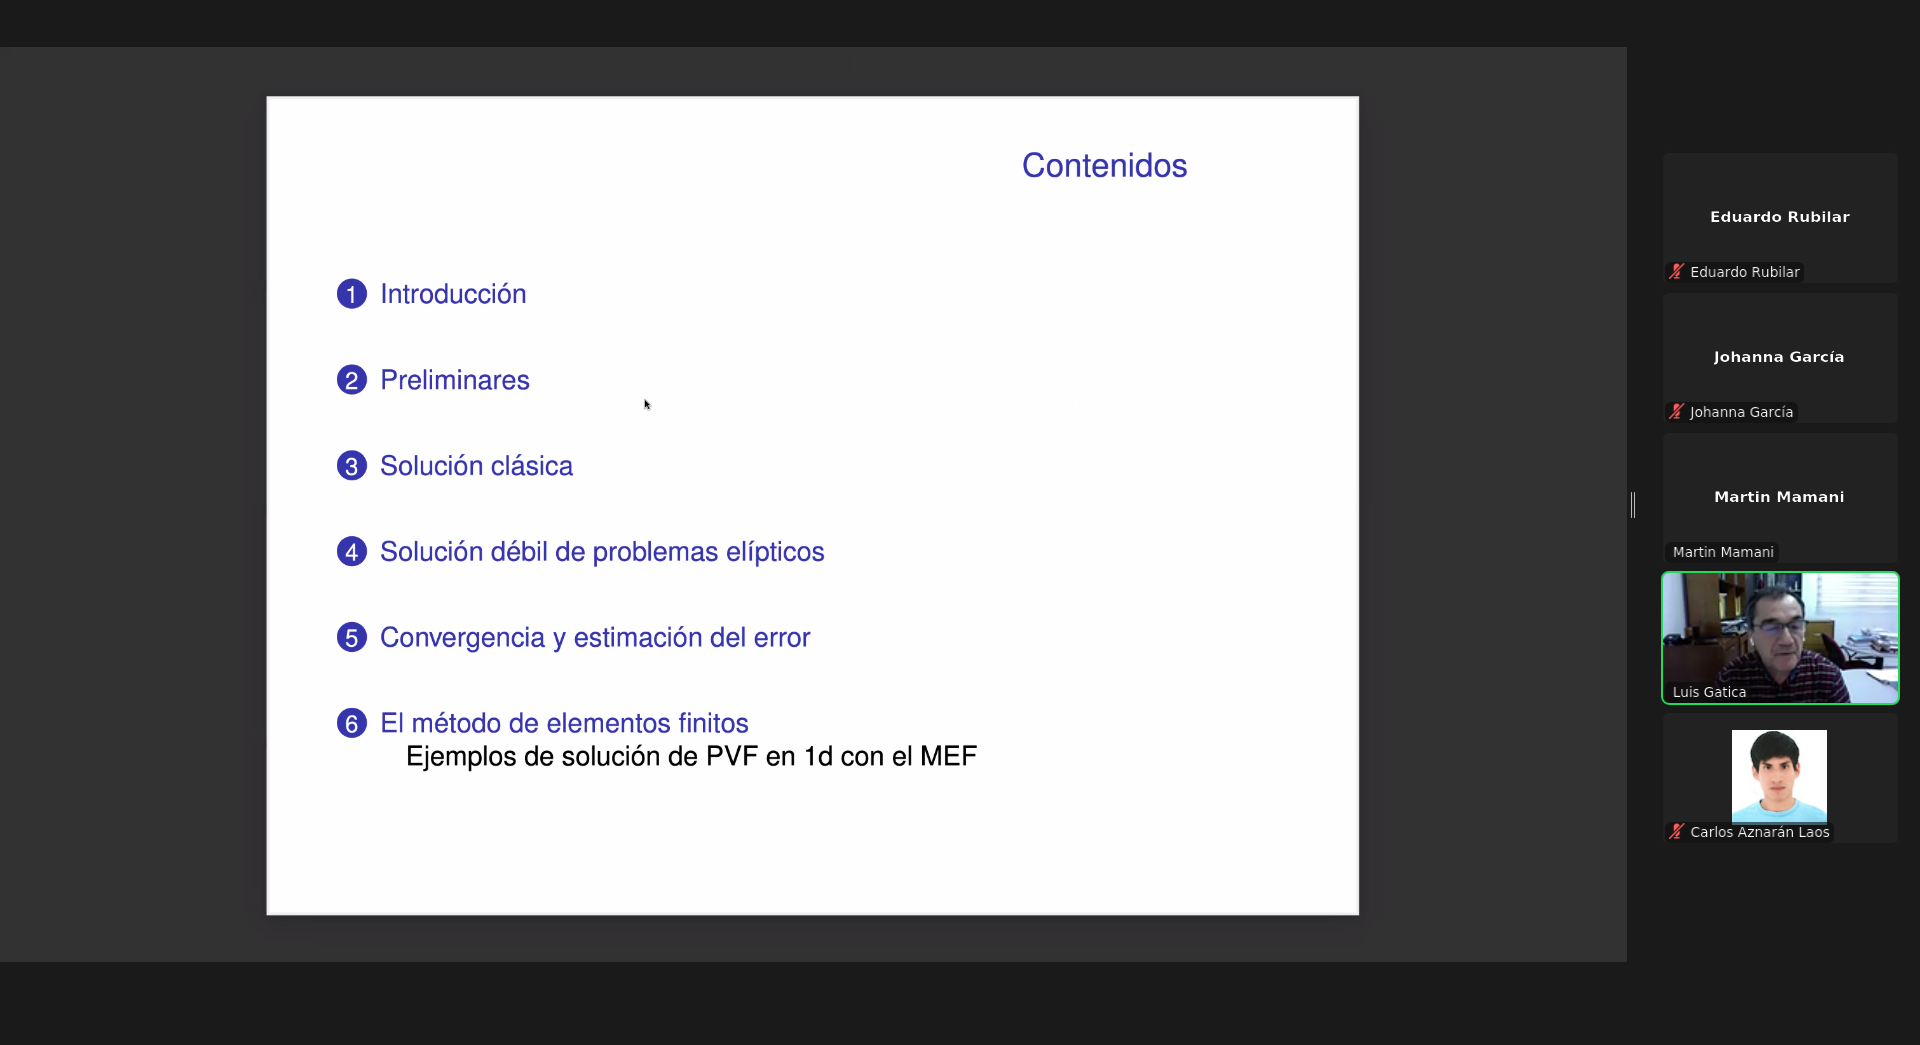 Contenidos
1 Introducción
2 Preliminares
3 Solución clásica
4 Solución débil de problemas elípticos
5 Convergencia y estimación del error
6 El método de elementos finitos
Ejemplos de solución de PVF en 1d con el MEF
Eduardo Rubilar
Eduardo Rubilar
Johanna García
Johanna García
Martin Mamani
Martin Mamani
Luis Gatica
Carlos Aznarán Laos